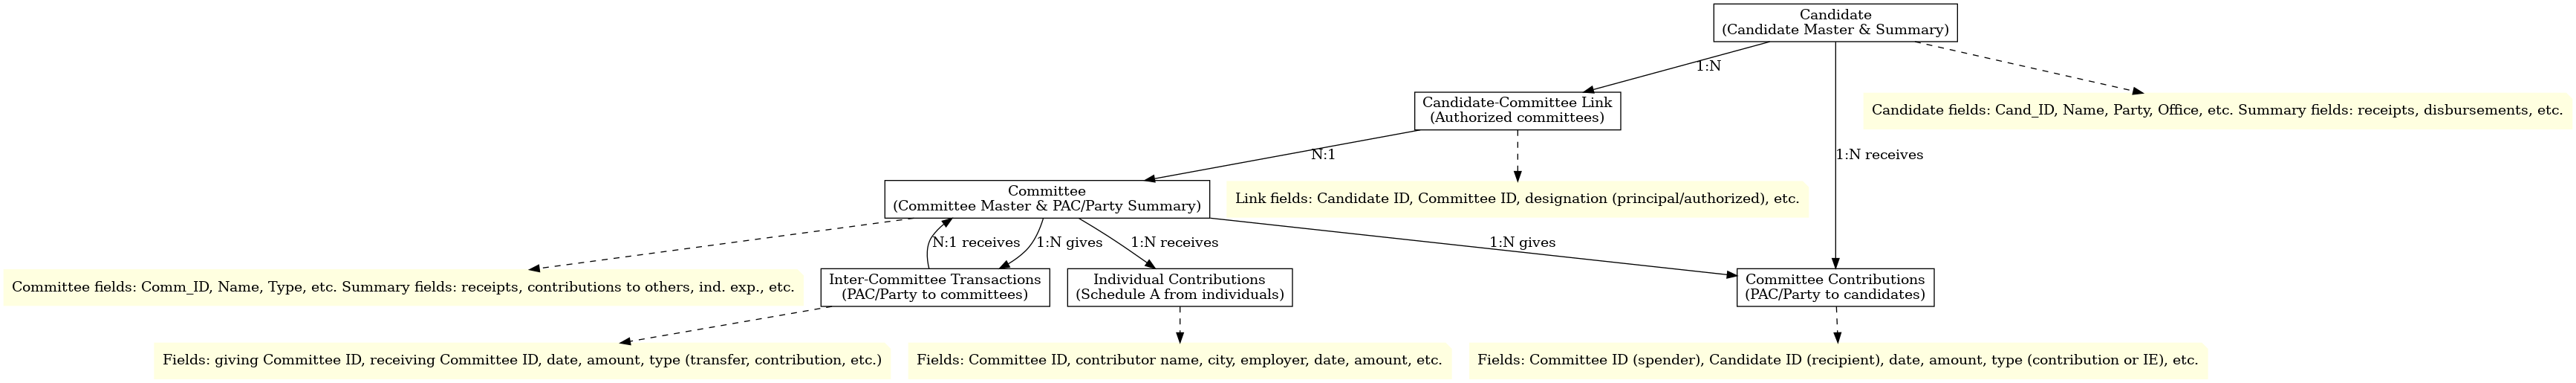 Candidate
(Candidate Master & Summary)
1:N
Candidate-Committee Link
(Authorized committees)
Candidate fields: Cand_ID, Name, Party, Office, etc. Summary fields: receipts, disbursements, etc.
N:1
1:N receives
Committee
(Committee Master & PAC/Party Summary)
Link fields: Candidate ID, Committee ID, designation (principal/authorized), etc.
N:1 receives
1:N gives
1:N receives
1:N gives
Committee fields: Comm_ID, Name, Type, etc. Summary fields: receipts, contributions to others, ind. exp., etc.
Inter-Committee Transactions
(PAC/Party to committees)
Individual Contributions
(Schedule A from individuals)
Committee Contributions
(PAC/Party to candidates)
Fields: giving Committee ID, receiving Committee ID, date, amount, type (transfer, contribution, etc.)
Fields: Committee ID, contributor name, city, employer, date, amount, etc.
Fields: Committee ID (spender), Candidate ID (recipient), date, amount, type (contribution or IE), etc.